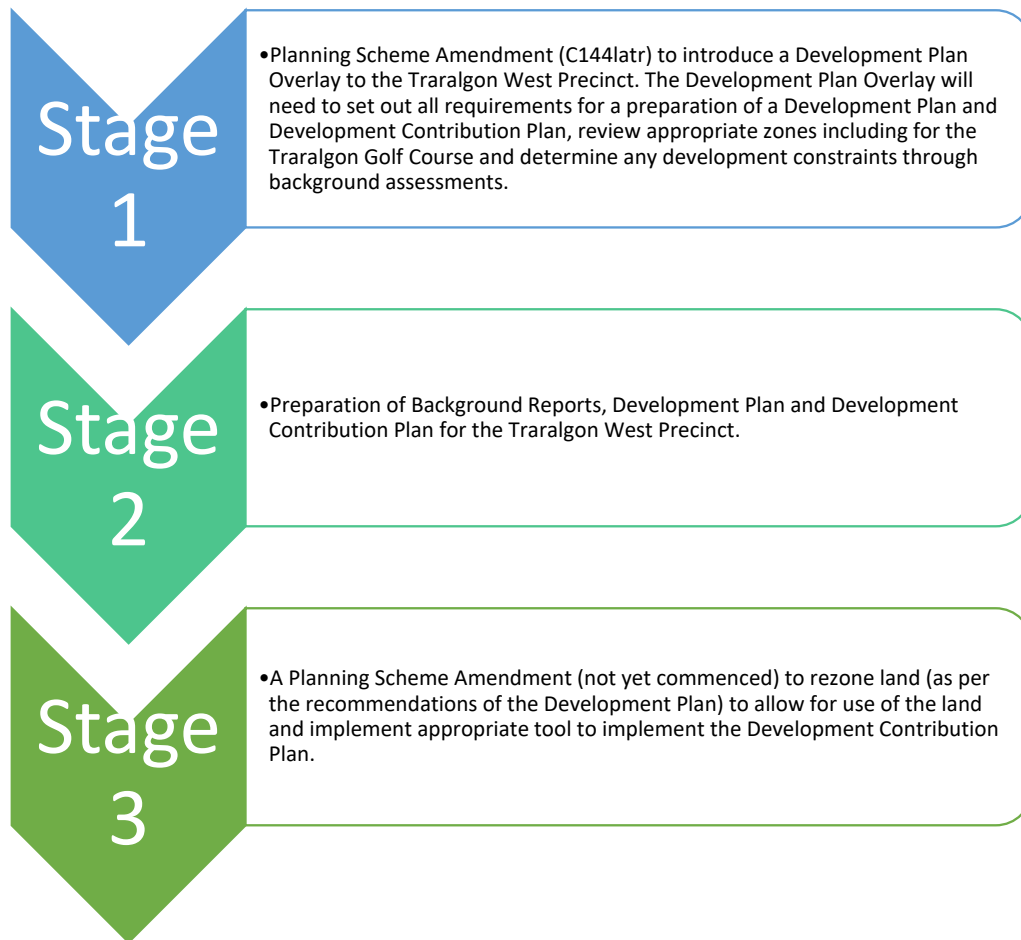 Stage
1
•Planning Scheme Amendment (C144latr) to introduce a Development Plan
Overlay to the Traralgon West Precinct. The Development Plan Overlay will
need to set out all requirements for a preparation of a Development Plan and
Development Contribution Plan, review appropriate zones including for the
Traralgon Golf Course and determine any development constraints through
background assessments.
Stage
2
•Preparation of Background Reports, Development Plan and Development
Contribution Plan for the Traralgon West Precinct.
Stage
3
•A Planning Scheme Amendment (not yet commenced) to rezone land (as per
the recommendations of the Development Plan) to allow for use of the land
and implement appropriate tool to implement the Development Contribution
Plan.